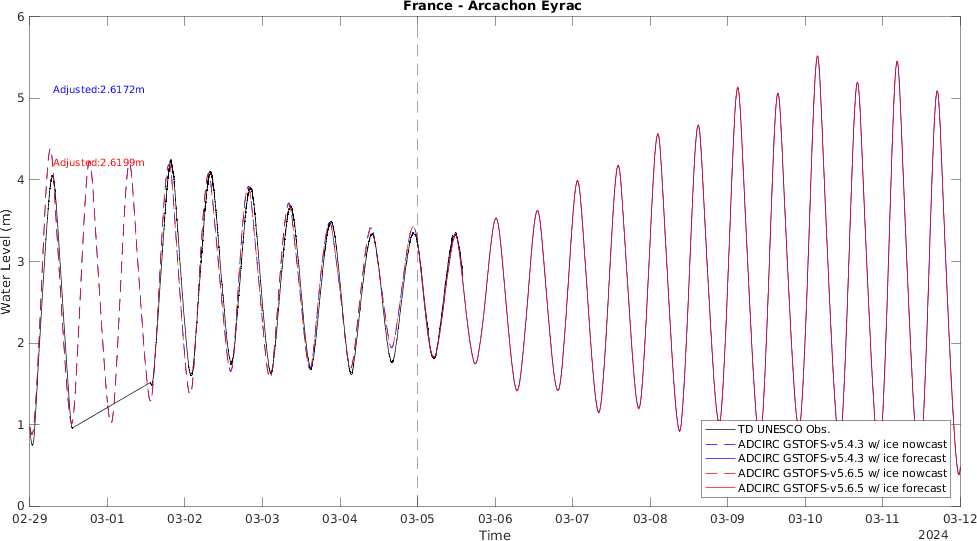 France - Arcachon Eyrac
6
5
4
3
2
1
0
Water Level (m)
Adjusted:2.6172m
Adjusted:2.6199m
TD UNESCO Obs.
ADCIRC GSTOFS-v5.4.3 w/ ice nowcast
ADCIRC GSTOFS-v5.4.3 w/ ice forecast
ADCIRC GSTOFS-v5.6.5 w/ ice nowcast
ADCIRC GSTOFS-v5.6.5 w/ ice forecast
02-29 03-01 03-02 03-03 03-04 03-05 03-06 03-07 03-08 03-09 03-10 03-11 03-12
Time
2024